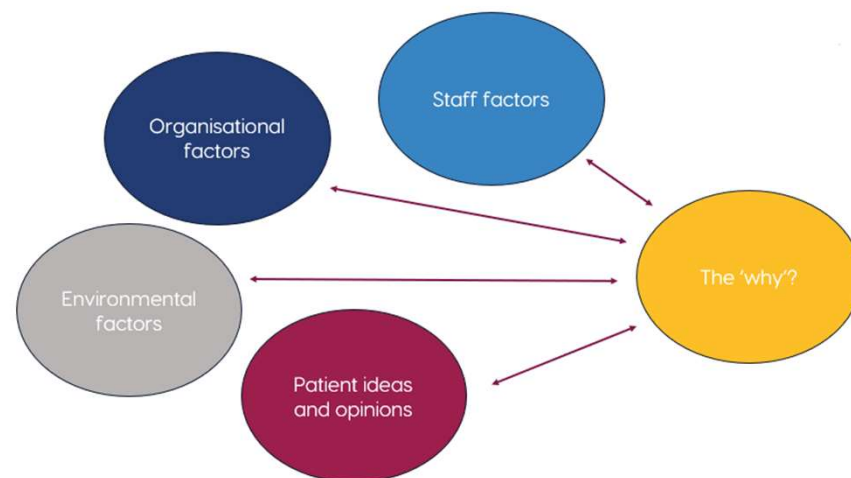 Staff factors
Organisational
factors
The ‘why’?
Environmental
factors
Patient ideas
and opinions